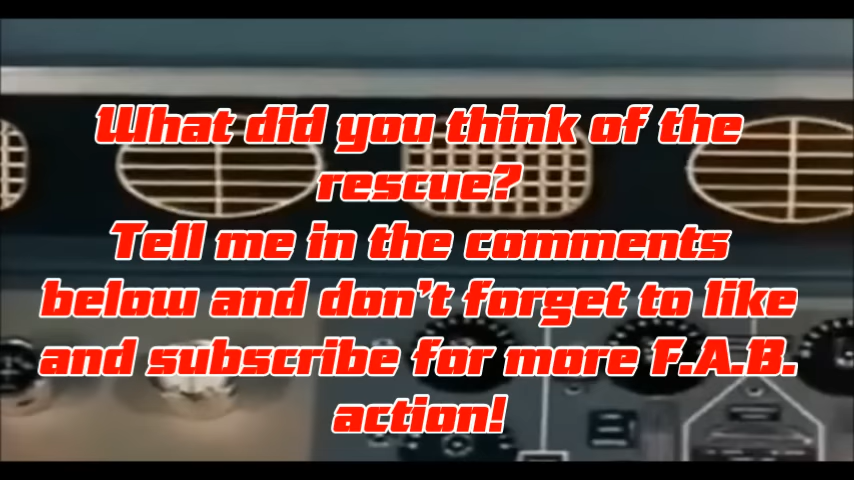 What did you think of the
rescue?
Tell me in the comments
below and don't forget to like
and subscribe for more F.A.B.
action!